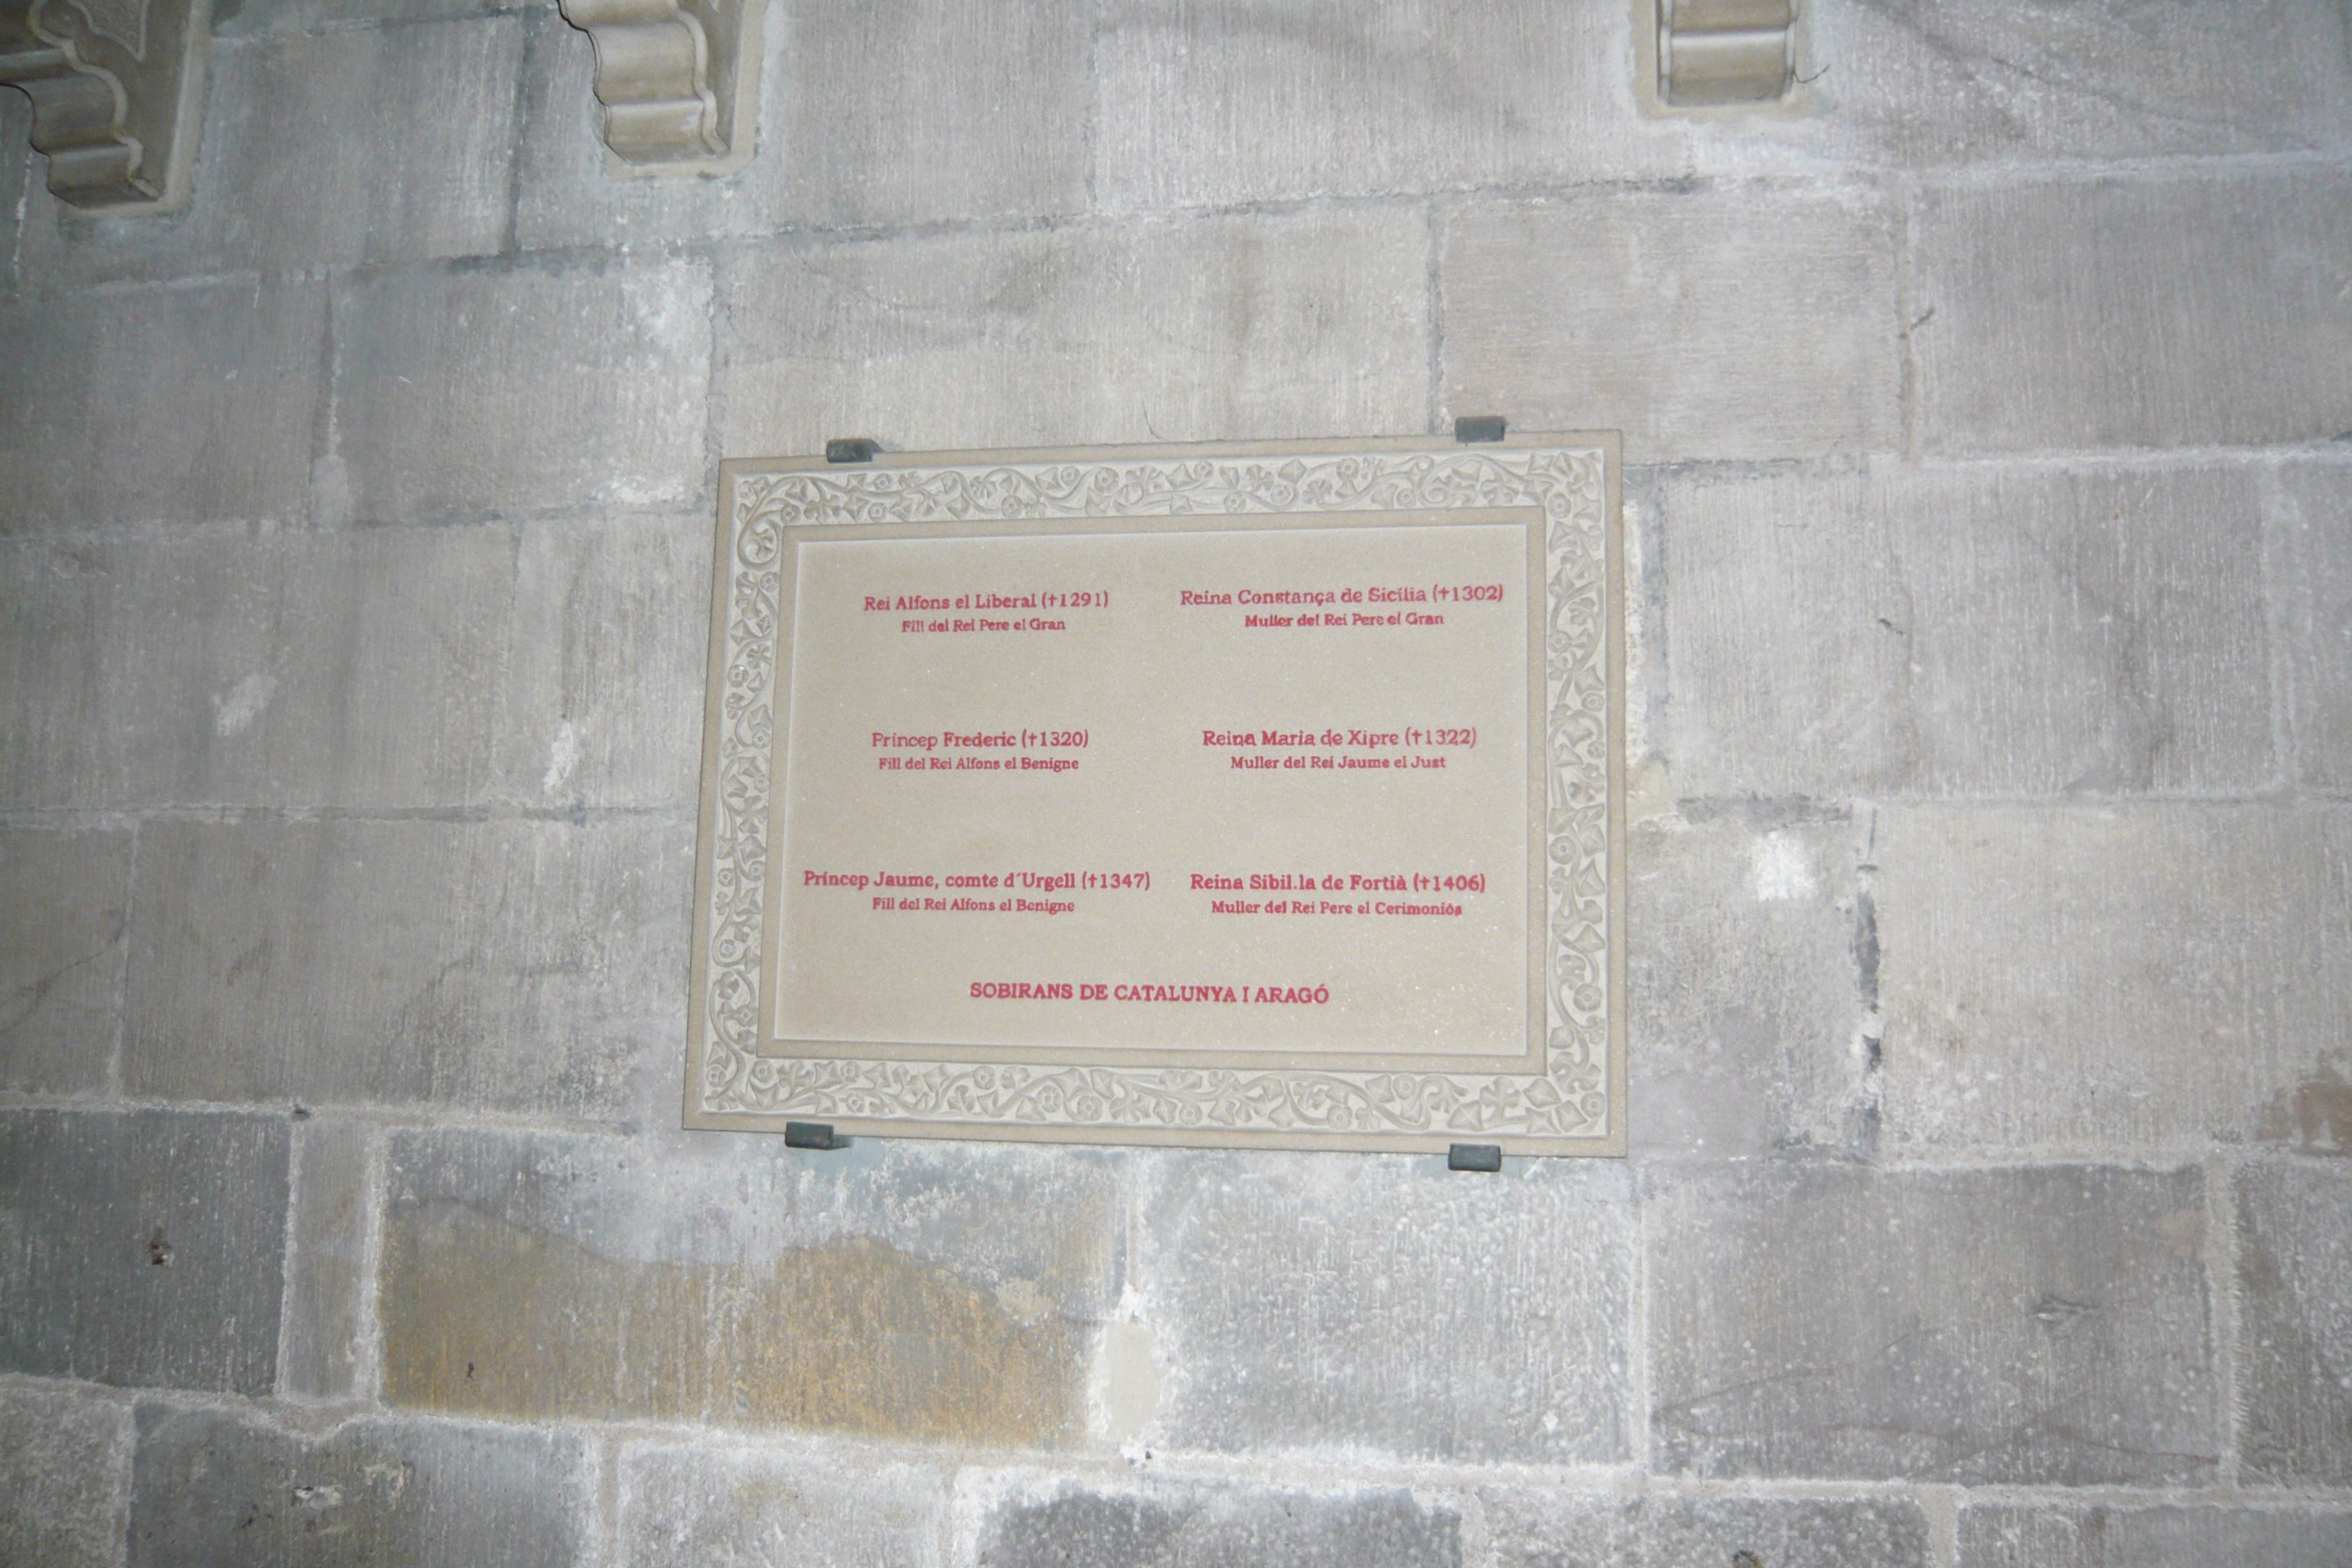 Rei Alfons el Liberal (†1291)
Fill del Rei Pere el Gran
Reina Constança de Sicília (†1302)
Muller del Rei Pere el Gran
Príncep Frederic (†1320)
Fill del Rei Alfons el Benigne
Reina Maria de Xipre (†1322)
Muller del Rei Jaume el Just
Príncep Jaume, comte d´Urgell (†1347)
Fill del Rei Alfons el Benigne
Reina Sibil.la de Fortià (†1406)
Muller del Rei Pere el Cerimoniós
SOBIRANS DE CATALUNYA I ARAGÓ